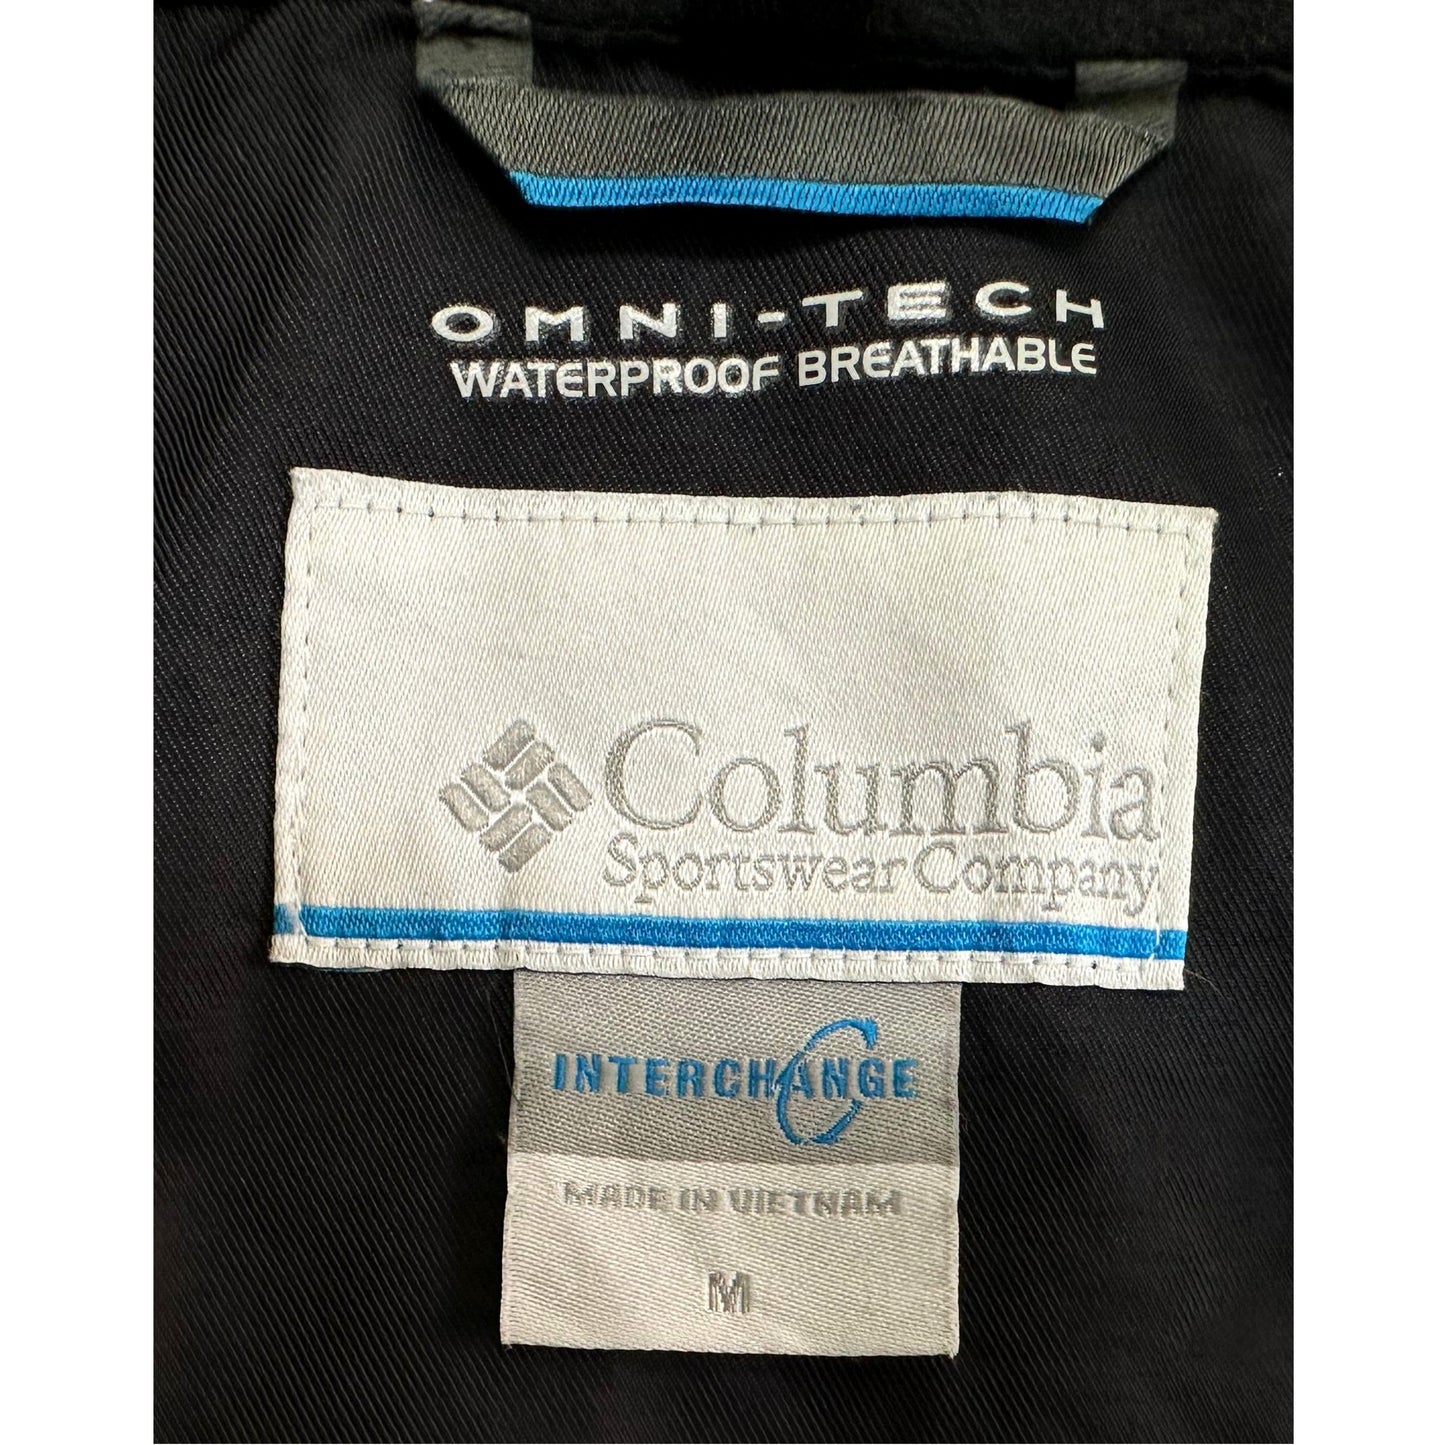 OMNI-TECH
WATERPROOF BREATHABLE
Columbia
Sportswear Company
INTERCHANGE
MADE IN VIETNAM
M